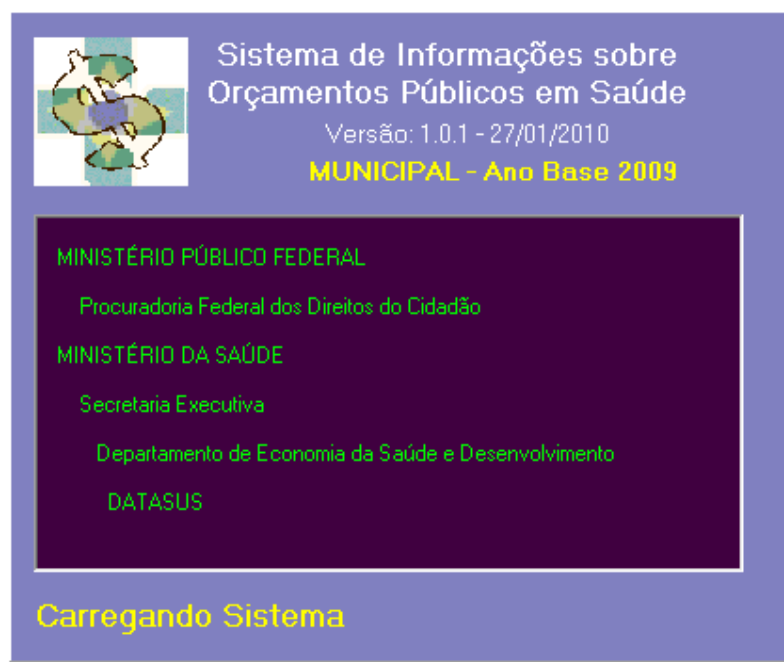 Sistema de Informações sobre
Orçamentos Públicos em Saúde
Versão: 1.0.1 - 27/01/2010
MUNICIPAL - Ano Base 2009
MINISTÉRIO PÚBLICO FEDERAL
Procuradoria Federal dos Direitos do Cidadão
MINISTÉRIO DA SAÚDE
Secretaria Executiva
Departamento de Economia da Saúde e Desenvolvimento
DATASUS
Carregando Sistema